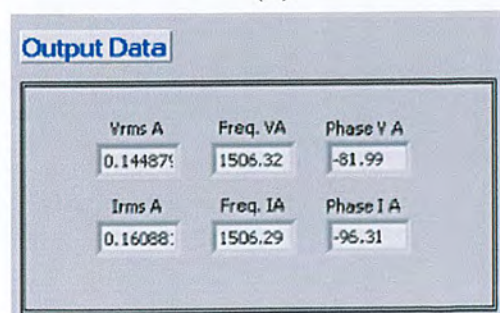 Output Data
Vrms A Freq. VA Phase V A
0.144879 1506.32 -81.99
Irms A Freq. IA Phase I A
0.16088 1506.29 -96.31